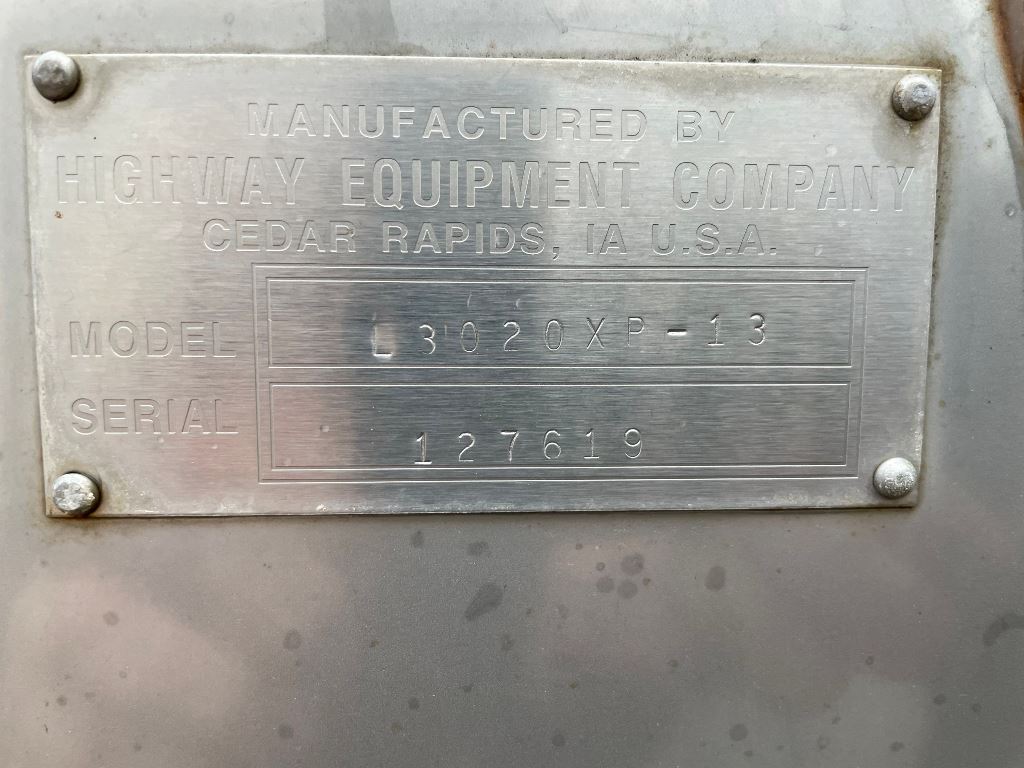 MANUFACTURED BY
HIGHWAY EQUIPMENT COMPANY
CEDAR RAPIDS, IA U.S.A.
MODEL L3020XP-13
SERIAL 127619